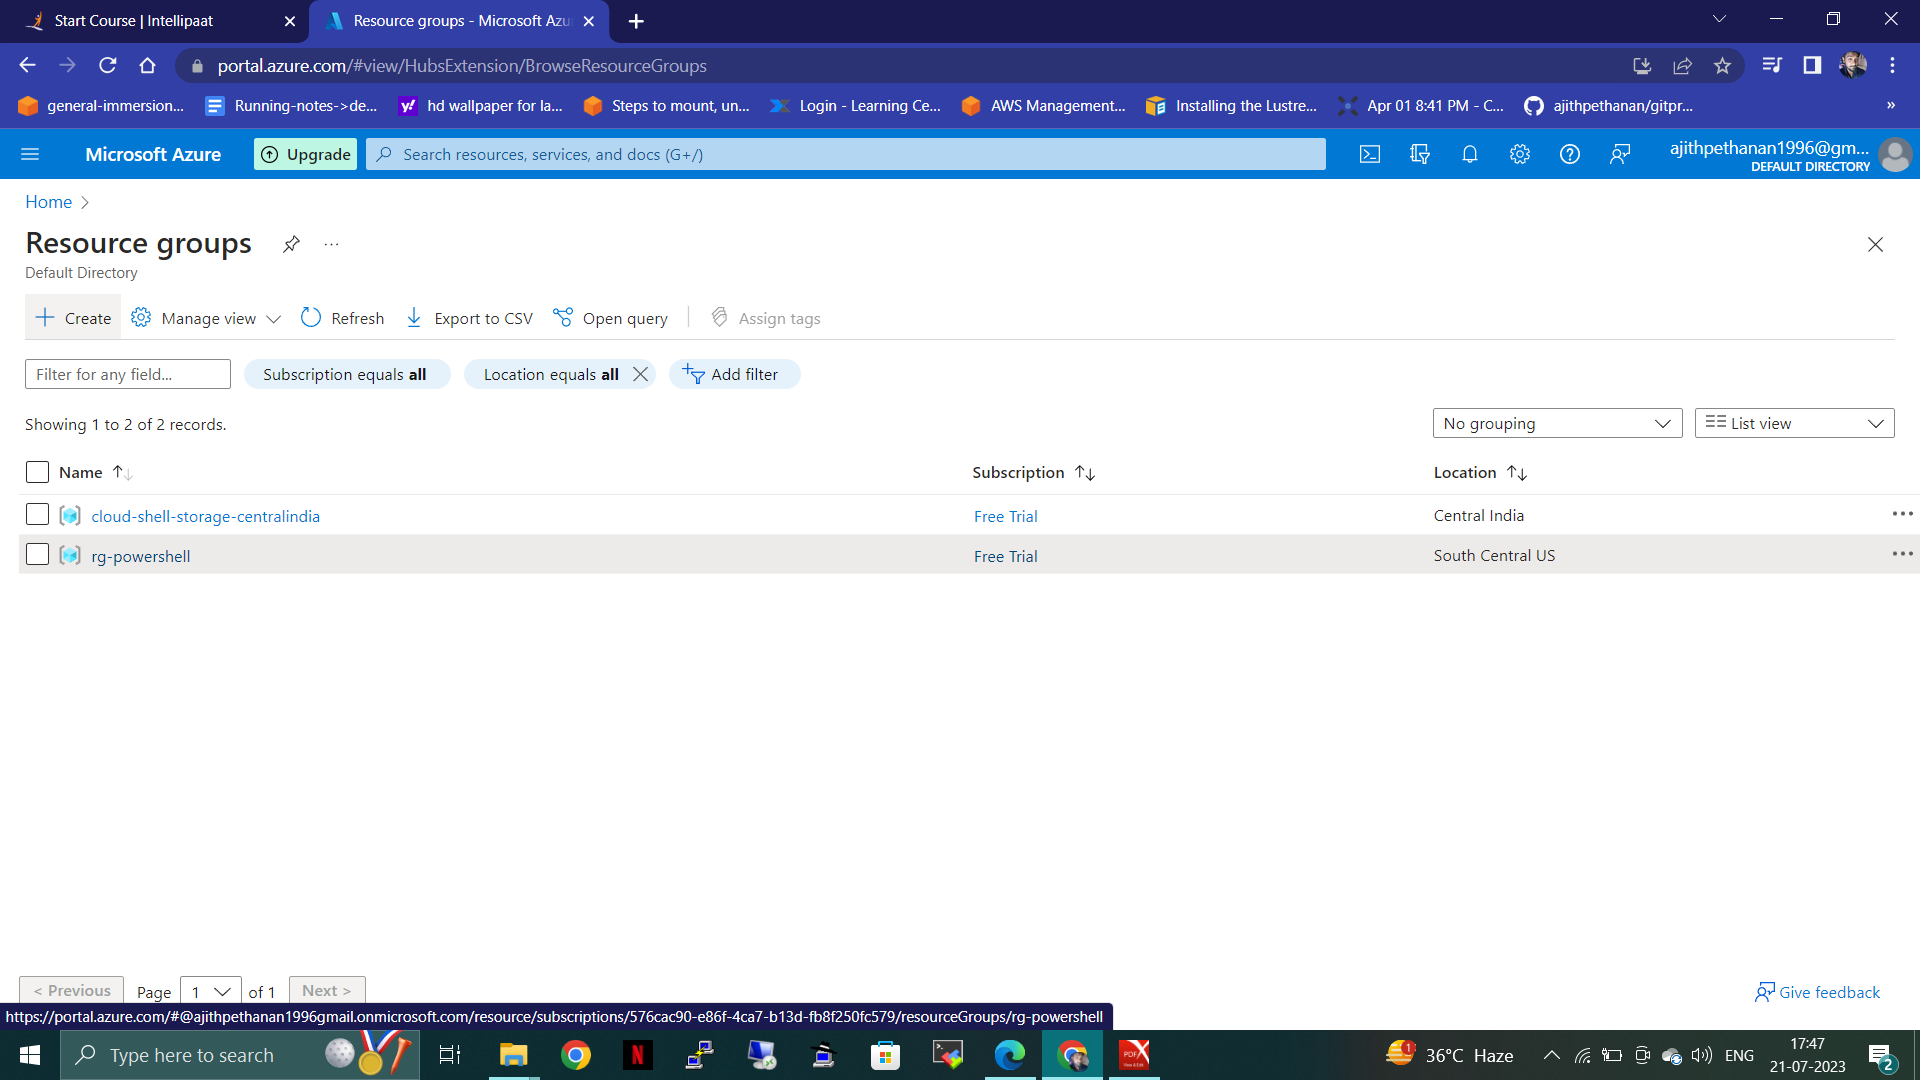 Start Course | Intellipaat
Resource groups - Microsoft Azu
portal.azure.com/#view/HubsExtension/BrowseResourceGroups
general-immersion... Running-notes->de... hd wallpaper for la... Steps to mount, un... Login - Learning Ce... AWS Management... Installing the Lustre... Apr 01 8:41 PM - C... ajithpethanan/gitpr... »
Microsoft Azure Upgrade Search resources, services, and docs (G+/) ajithpethanan1996@gm...
DEFAULT DIRECTORY
Home
Resource groups ...
Default Directory
Create Manage view Refresh Export to CSV Open query Assign tags
Filter for any field... Subscription equals all Location equals all Add filter
Showing 1 to 2 of 2 records. No grouping List view
Name Subscription Location
cloud-shell-storage-centralindia Free Trial Central India ...
rg-powershell Free Trial South Central US ...
< Previous Page 1 of 1 Next > Give feedback
https://portal.azure.com/#@ajithpethanan1996gmail.onmicrosoft.com/resource/subscriptions/576cac90-e86f-4ca7-b13d-fb8f250fc579/resourceGroups/rg-powershell
Type here to search N PDF 1 36°C Haze ENG 17:47
21-07-2023 2